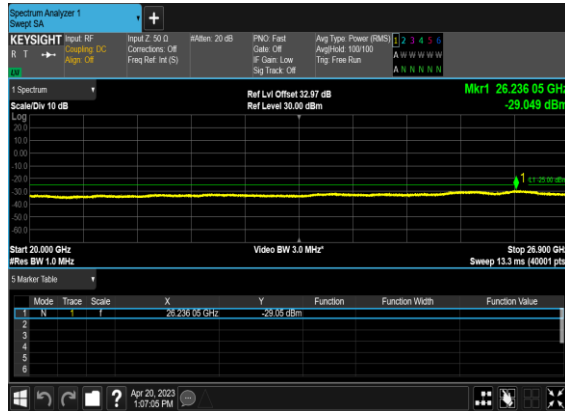 Spectrum Analyzer 1
Swept SA
+
KEYSIGHT Input: RF Input Z: 50 Ω #Atten: 20 dB PNO: Fast Avg Type: Power (RMS) 1 2 3 4 5 6
R T Coupling: DC Corrections: Off Gate: Off Avg|Hold: 100/100 A W W W W W
Align: Off Freq Ref: Int (S) IF Gain: Low Trig: Free Run
Sig Track: Off A N N N N N
1 Spectrum Ref Lvl Offset 32.97 dB Mkr1 26.236 05 GHz
Scale/Div 10 dB Ref Level 30.00 dBm -29.049 dBm
Log
20.0
10.0
0.00
-10.0
-20.0
-30.0
-40.0
-50.0
-60.0
1
Start 20.000 GHz Video BW 3.0 MHz* Stop 26.900 GHz
#Res BW 1.0 MHz Sweep 13.3 ms (40001 pts)
5 Marker Table
Mode Trace Scale X Y Function Function Width Function Value
1 N 1 f 26.236 05 GHz -29.05 dBm
2
3
4
5
6
? Apr 20, 2023
1:07:05 PM